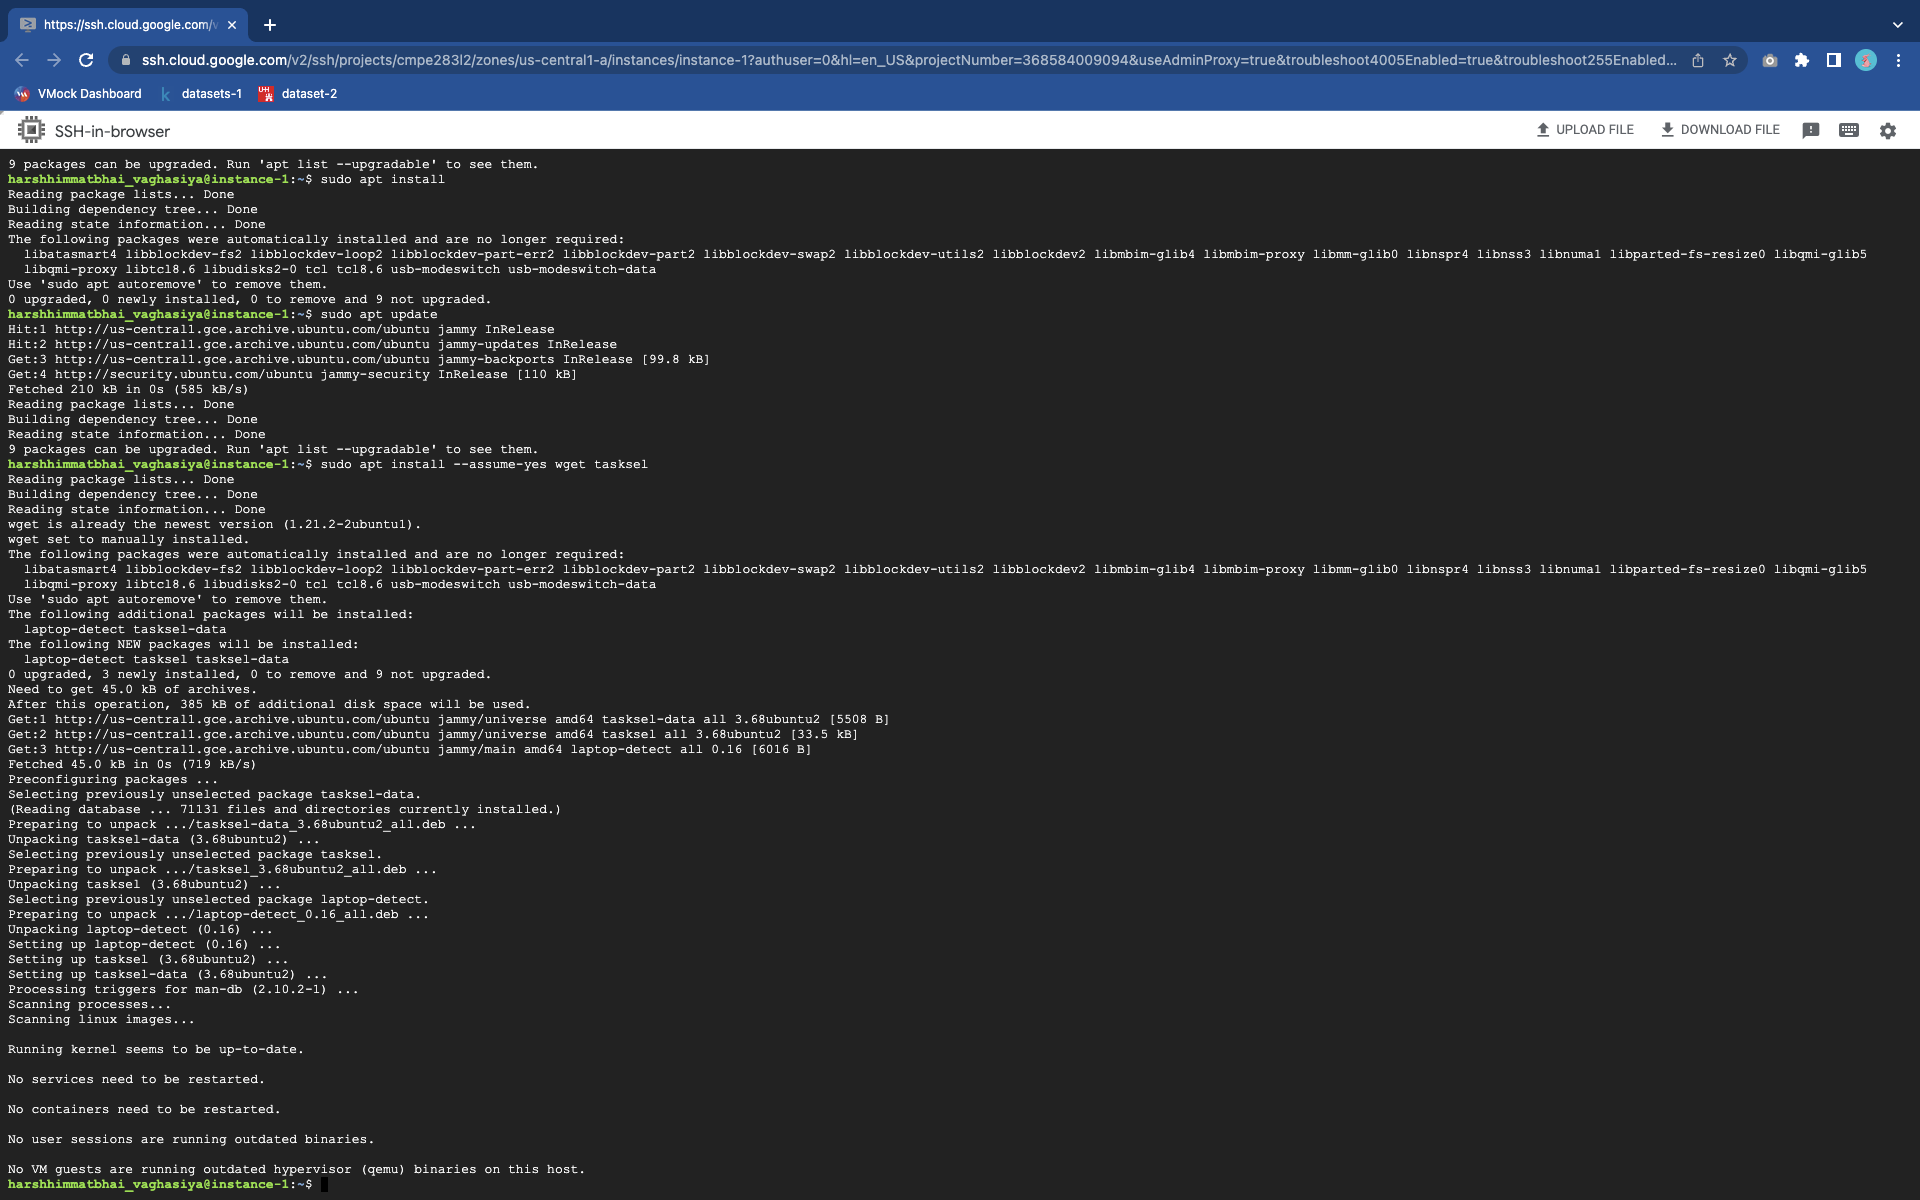 https://ssh.cloud.google.com/v
ssh.cloud.google.com/v2/ssh/projects/cmpe283l2/zones/us-central1-a/instances/instance-1?authuser=0&hl=en_US&projectNumber=368584009094&useAdminProxy=true&troubleshoot4005Enabled=true&troubleshoot255Enabled...
VMock Dashboard datasets-1 dataset-2
SSH-in-browser UPLOAD FILE DOWNLOAD FILE
9 packages can be upgraded. Run 'apt list --upgradable' to see them.
harshhimmatbhai_vaghasiya@instance-1:~$ sudo apt install
Reading package lists... Done
Building dependency tree... Done
Reading state information... Done
The following packages were automatically installed and are no longer required:
  libatasmart4 libblockdev-fs2 libblockdev-loop2 libblockdev-part-err2 libblockdev-part2 libblockdev-swap2 libblockdev-utils2 libblockdev2 libmbim-glib4 libmbim-proxy libmm-glib0 libnspr4 libnss3 libnuma1 libparted-fs-resize0 libqmi-glib5
  libqmi-proxy libtcl8.6 libudisks2-0 tcl tcl8.6 usb-modeswitch usb-modeswitch-data
Use 'sudo apt autoremove' to remove them.
0 upgraded, 0 newly installed, 0 to remove and 9 not upgraded.
harshhimmatbhai_vaghasiya@instance-1:~$ sudo apt update
Hit:1 http://us-central1.gce.archive.ubuntu.com/ubuntu jammy InRelease
Hit:2 http://us-central1.gce.archive.ubuntu.com/ubuntu jammy-updates InRelease
Get:3 http://us-central1.gce.archive.ubuntu.com/ubuntu jammy-backports InRelease [99.8 kB]
Get:4 http://security.ubuntu.com/ubuntu jammy-security InRelease [110 kB]
Fetched 210 kB in 0s (585 kB/s)
Reading package lists... Done
Building dependency tree... Done
Reading state information... Done
9 packages can be upgraded. Run 'apt list --upgradable' to see them.
harshhimmatbhai_vaghasiya@instance-1:~$ sudo apt install --assume-yes wget tasksel
Reading package lists... Done
Building dependency tree... Done
Reading state information... Done
wget is already the newest version (1.21.2-2ubuntu1).
wget set to manually installed.
The following packages were automatically installed and are no longer required:
  libatasmart4 libblockdev-fs2 libblockdev-loop2 libblockdev-part-err2 libblockdev-part2 libblockdev-swap2 libblockdev-utils2 libblockdev2 libmbim-glib4 libmbim-proxy libmm-glib0 libnspr4 libnss3 libnuma1 libparted-fs-resize0 libqmi-glib5
  libqmi-proxy libtcl8.6 libudisks2-0 tcl tcl8.6 usb-modeswitch usb-modeswitch-data
Use 'sudo apt autoremove' to remove them.
The following additional packages will be installed:
  laptop-detect tasksel-data
The following NEW packages will be installed:
  laptop-detect tasksel tasksel-data
0 upgraded, 3 newly installed, 0 to remove and 9 not upgraded.
Need to get 45.0 kB of archives.
After this operation, 385 kB of additional disk space will be used.
Get:1 http://us-central1.gce.archive.ubuntu.com/ubuntu jammy/universe amd64 tasksel-data all 3.68ubuntu2 [5508 B]
Get:2 http://us-central1.gce.archive.ubuntu.com/ubuntu jammy/universe amd64 tasksel all 3.68ubuntu2 [33.5 kB]
Get:3 http://us-central1.gce.archive.ubuntu.com/ubuntu jammy/main amd64 laptop-detect all 0.16 [6016 B]
Fetched 45.0 kB in 0s (719 kB/s)
Preconfiguring packages ...
Selecting previously unselected package tasksel-data.
(Reading database ... 71131 files and directories currently installed.)
Preparing to unpack .../tasksel-data_3.68ubuntu2_all.deb ...
Unpacking tasksel-data (3.68ubuntu2) ...
Selecting previously unselected package tasksel.
Preparing to unpack .../tasksel_3.68ubuntu2_all.deb ...
Unpacking tasksel (3.68ubuntu2) ...
Selecting previously unselected package laptop-detect.
Preparing to unpack .../laptop-detect_0.16_all.deb ...
Unpacking laptop-detect (0.16) ...
Setting up laptop-detect (0.16) ...
Setting up tasksel (3.68ubuntu2) ...
Setting up tasksel-data (3.68ubuntu2) ...
Processing triggers for man-db (2.10.2-1) ...
Scanning processes...
Scanning linux images...
Running kernel seems to be up-to-date.
No services need to be restarted.
No containers need to be restarted.
No user sessions are running outdated binaries.
No VM guests are running outdated hypervisor (qemu) binaries on this host.
harshhimmatbhai_vaghasiya@instance-1:~$